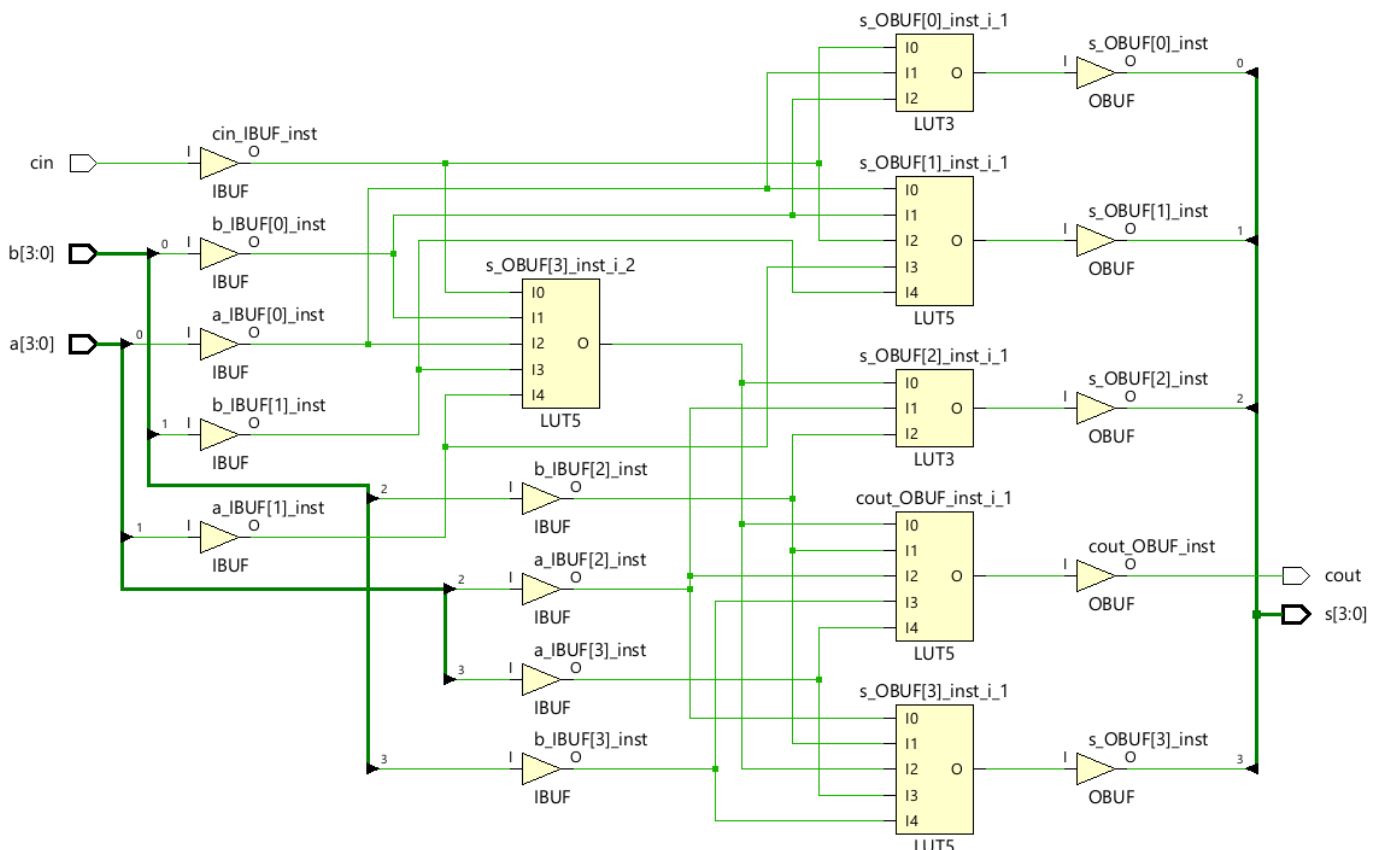 s_OBUF[0]_inst_i_1
I0
I1
O
I2
LUT3
s_OBUF[0]_inst
I
O
OBUF
0
cin
I
cin_IBUF_inst
O
IBUF
s_OBUF[1]_inst_i_1
I0
I1
I2
O
I3
I4
LUT5
s_OBUF[1]_inst
I
O
OBUF
1
b[3:0]
0
I
b_IBUF[0]_inst
O
IBUF
s_OBUF[3]_inst_i_2
I0
I1
I2
O
I3
I4
LUT5
a[3:0]
0
I
a_IBUF[0]_inst
O
IBUF
s_OBUF[2]_inst_i_1
I0
I1
O
I2
LUT3
s_OBUF[2]_inst
I
O
OBUF
2
1
I
b_IBUF[1]_inst
O
IBUF
2
I
b_IBUF[2]_inst
O
IBUF
1
I
a_IBUF[1]_inst
O
IBUF
cout_OBUF_inst_i_1
I0
I1
I2
O
I3
I4
LUT5
cout_OBUF_inst
I
O
OBUF
cout
s[3:0]
2
I
a_IBUF[2]_inst
O
IBUF
3
I
a_IBUF[3]_inst
O
IBUF
s_OBUF[3]_inst_i_1
I0
I1
I2
O
I3
I4
LUT5
s_OBUF[3]_inst
I
O
OBUF
3
3
I
b_IBUF[3]_inst
O
IBUF